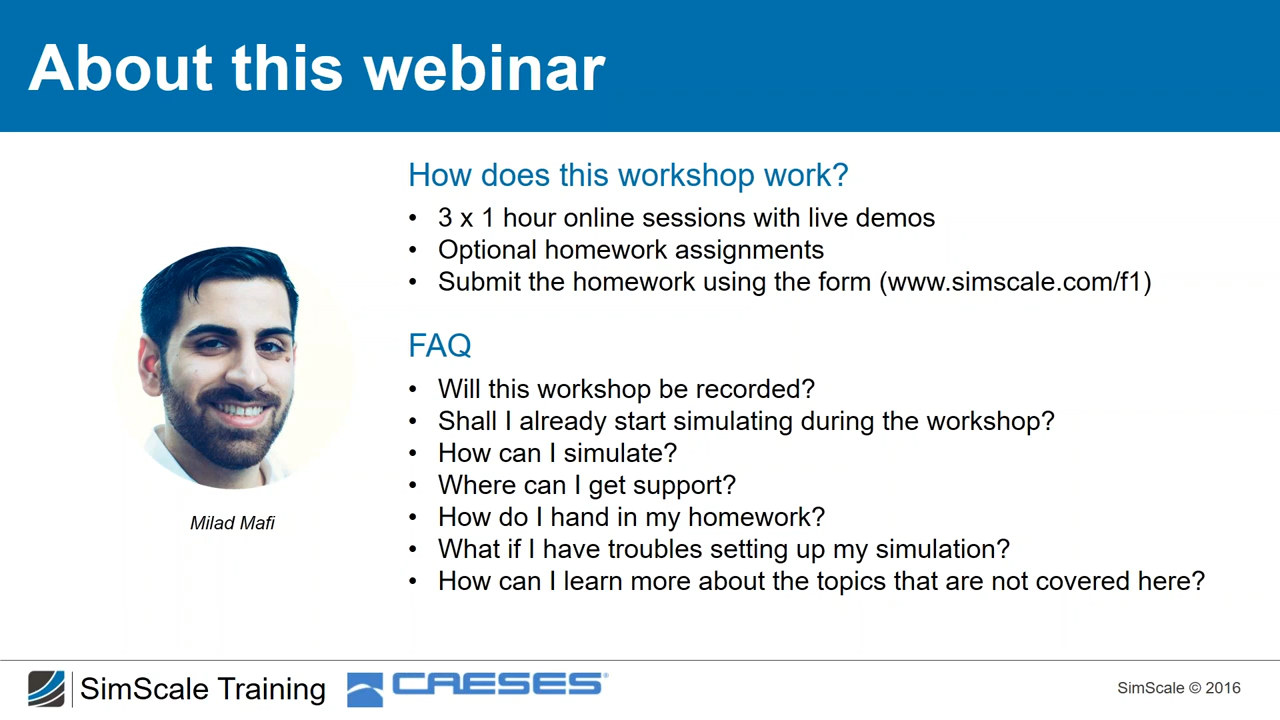 About this webinar
How does this workshop work?
• 3 x 1 hour online sessions with live demos
• Optional homework assignments
• Submit the homework using the form (www.simscale.com/f1)
FAQ
• Will this workshop be recorded?
• Shall I already start simulating during the workshop?
• How can I simulate?
• Where can I get support?
• How do I hand in my homework?
• What if I have troubles setting up my simulation?
• How can I learn more about the topics that are not covered here?
Milad Mafi
SimScale Training
CAESES®
SimScale © 2016